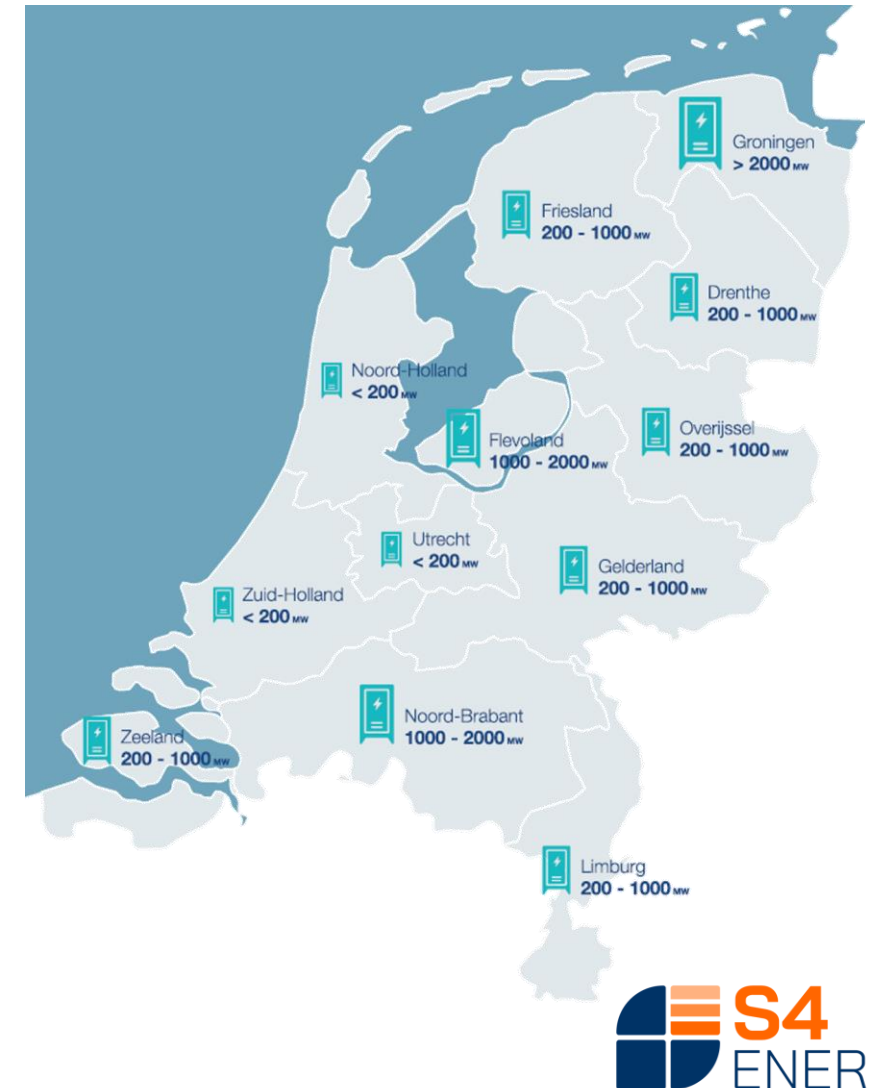 Groningen
> 2000 MW
Friesland
200 - 1000 MW
Drenthe
200 - 1000 MW
Noord-Holland
< 200 MW
Flevoland
1000 - 2000 MW
Overijssel
200 - 1000 MW
Utrecht
< 200 MW
Gelderland
200 - 1000 MW
Zuid-Holland
< 200 MW
Noord-Brabant
1000 - 2000 MW
Zeeland
200 - 1000 MW
Limburg
200 - 1000 MW
S4
ENER